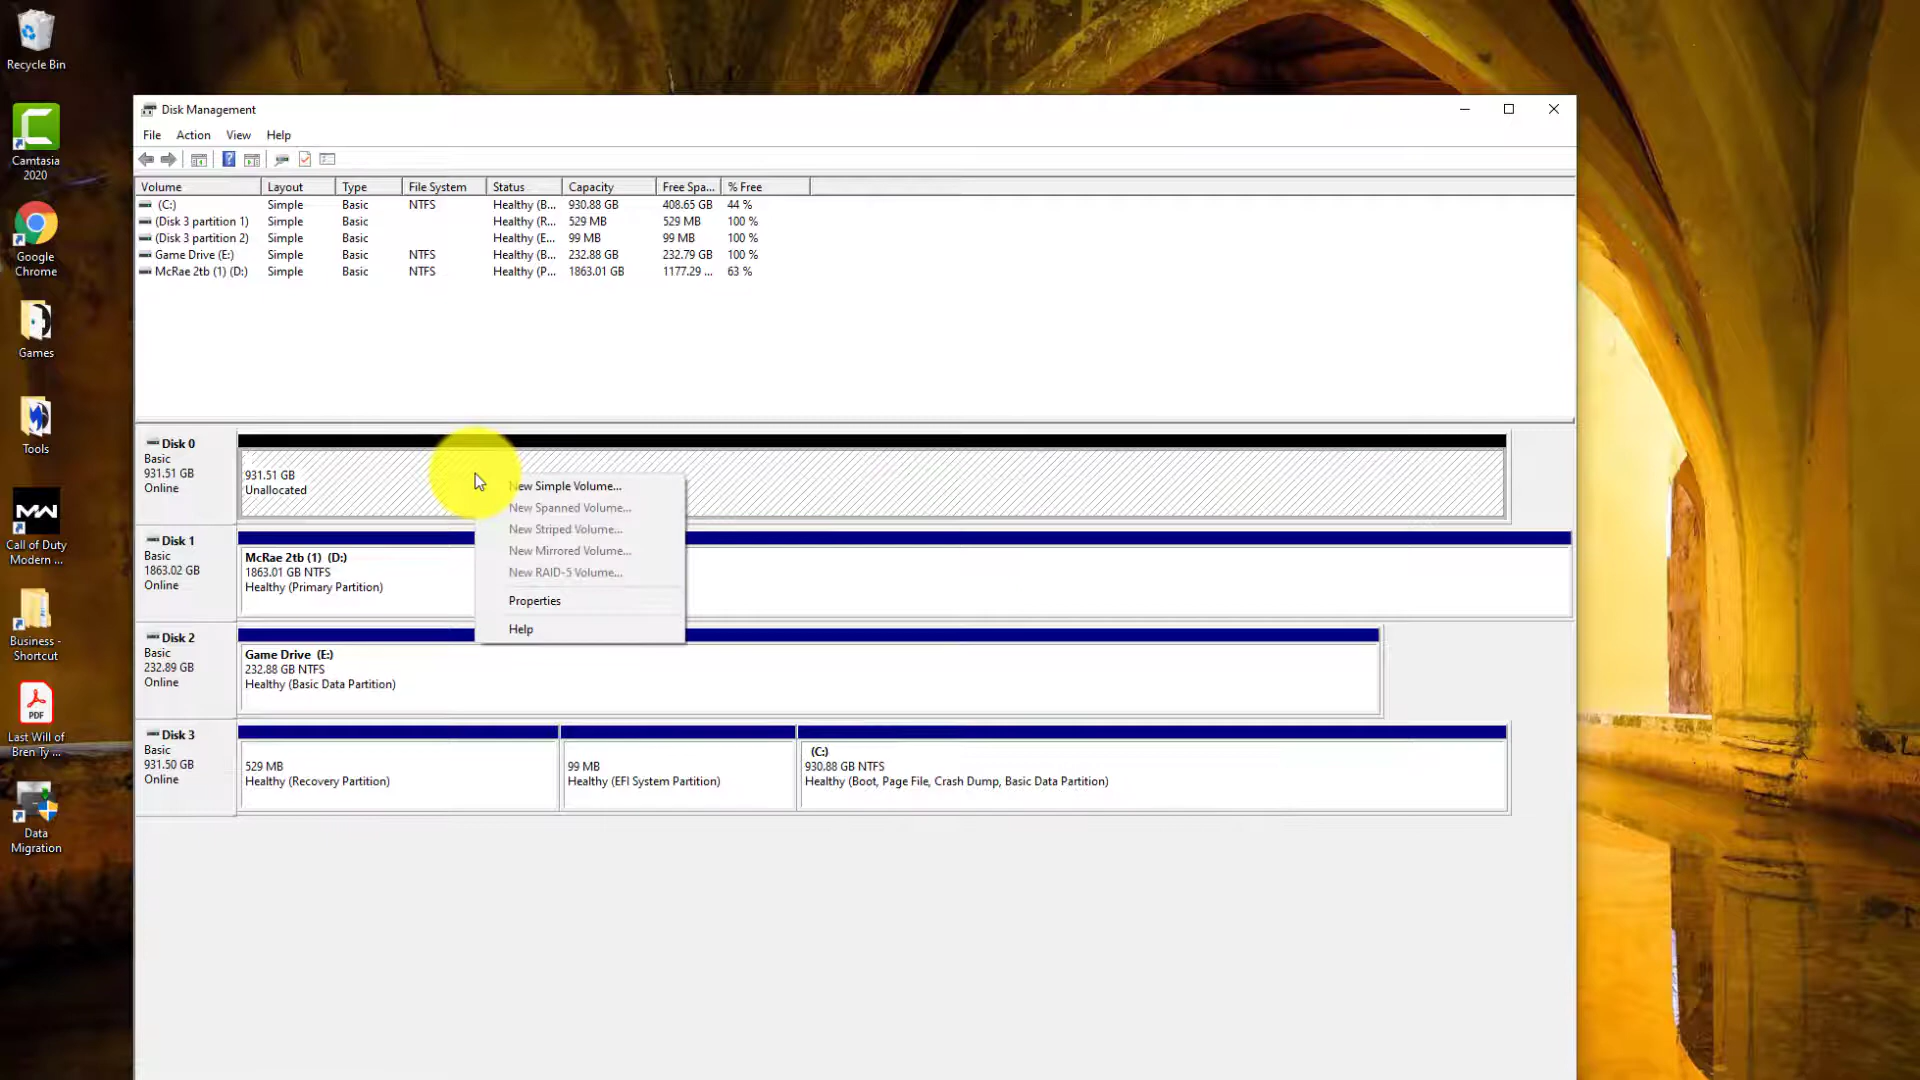 Recycle Bin
Camtasia
2020
Google
Chrome
Games
Tools
MW
Call of Duty
Modern ...
Business -
Shortcut
PDF
Last Will of
Bren Ty ...
Data
Migration
Disk Management
File Action View Help
Volume Layout Type File System Status Capacity Free Spa... % Free
(C:) Simple Basic NTFS Healthy (B... 930.88 GB 408.65 GB 44 %
(Disk 3 partition 1) Simple Basic Healthy (R... 529 MB 529 MB 100 %
(Disk 3 partition 2) Simple Basic Healthy (E... 99 MB 99 MB 100 %
Game Drive (E:) Simple Basic NTFS Healthy (B... 232.88 GB 232.79 GB 100 %
McRae 2tb (1) (D:) Simple Basic NTFS Healthy (P... 1863.01 GB 1177.29 ... 63 %
Disk 0
Basic
931.51 GB
Online
931.51 GB
Unallocated
New Simple Volume...
New Spanned Volume...
New Striped Volume...
New Mirrored Volume...
New RAID-5 Volume...
Properties
Help
Disk 1
Basic
1863.02 GB
Online
McRae 2tb (1) (D:)
1863.01 GB NTFS
Healthy (Primary Partition)
Disk 2
Basic
232.89 GB
Online
Game Drive (E:)
232.88 GB NTFS
Healthy (Basic Data Partition)
Disk 3
Basic
931.50 GB
Online
529 MB
Healthy (Recovery Partition)
99 MB
Healthy (EFI System Partition)
(C:)
930.88 GB NTFS
Healthy (Boot, Page File, Crash Dump, Basic Data Partition)